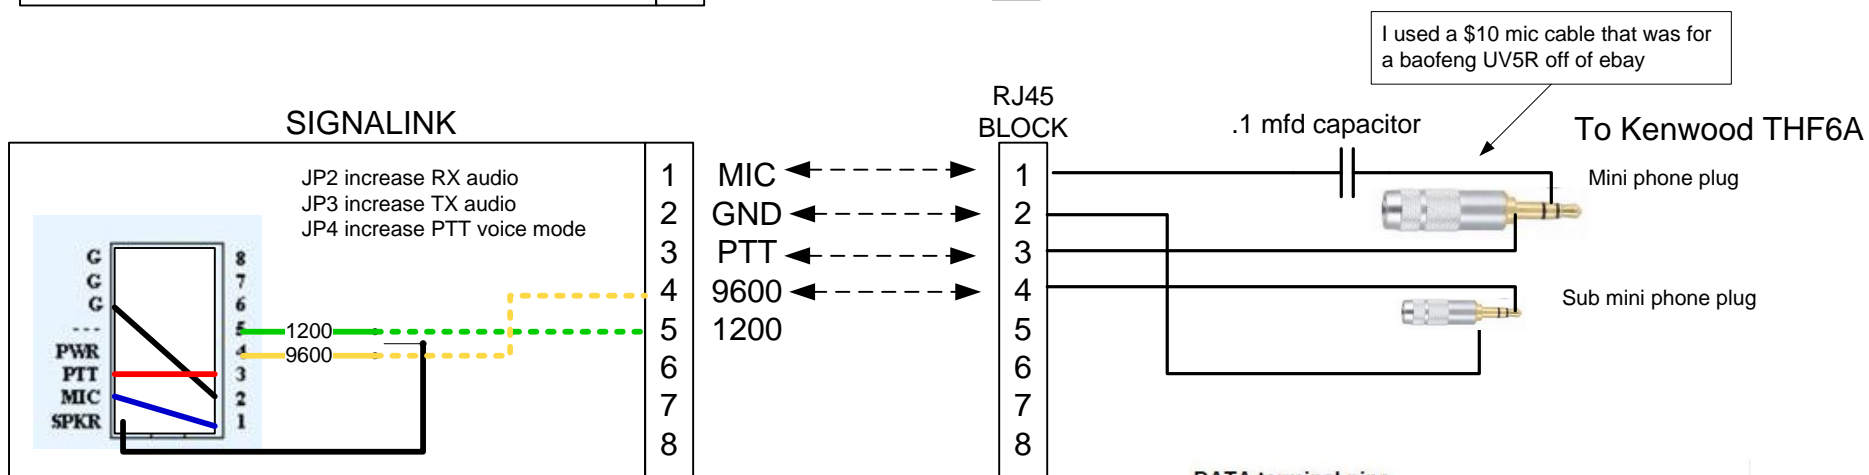 I used a $10 mic cable that was for
a baofeng UV5R off of ebay
SIGNALINK
RJ45
BLOCK
.1 mfd capacitor
To Kenwood THF6A
Mini phone plug
Sub mini phone plug
JP2 increase RX audio
JP3 increase TX audio
JP4 increase PTT voice mode
G 8
G 7
G 6
--- 5
PWR 4
PTT 3
MIC 2
SPKR 1
1200
9600
1 MIC 1
2 GND 2
3 PTT 3
4 9600 4
5 1200 5
6 6
7 7
8 8